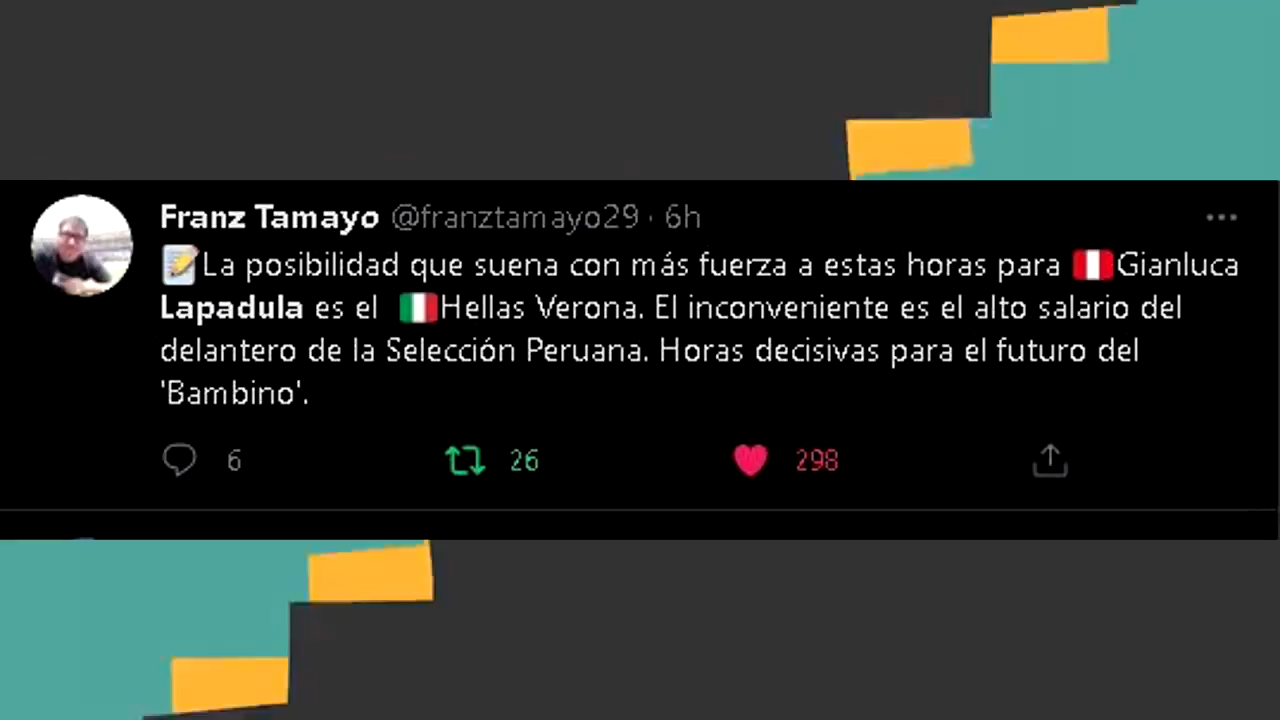 Franz Tamayo @franztamayo29 · 6h
📝La posibilidad que suena con más fuerza a estas horas para 🇵🇪Gianluca
Lapadula es el 🇮🇹Hellas Verona. El inconveniente es el alto salario del
delantero de la Selección Peruana. Horas decisivas para el futuro del
'Bambino'.
6 26 298